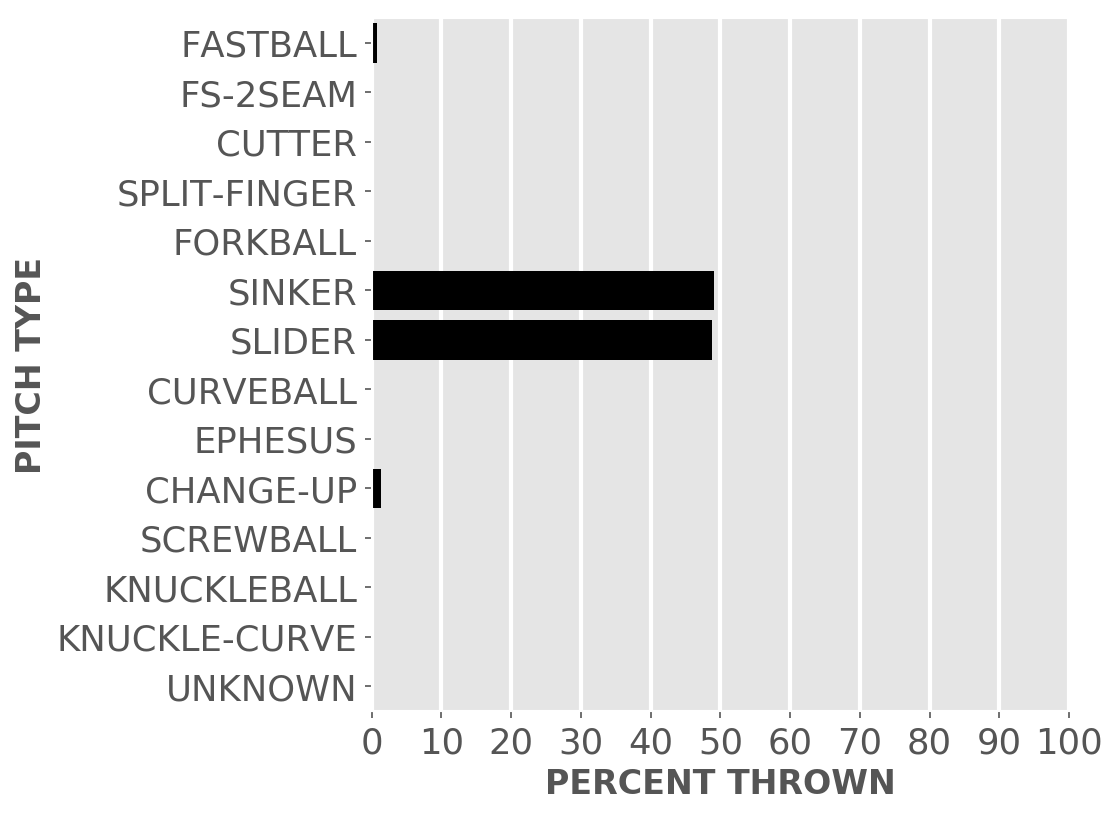 FASTBALL
FS-2SEAM
CUTTER
SPLIT-FINGER
FORKBALL
SINKER
SLIDER
CURVEBALL
EPHESUS
CHANGE-UP
SCREWBALL
KNUCKLEBALL
KNUCKLE-CURVE
UNKNOWN
PITCH TYPE
0 10 20 30 40 50 60 70 80 90 100
PERCENT THROWN